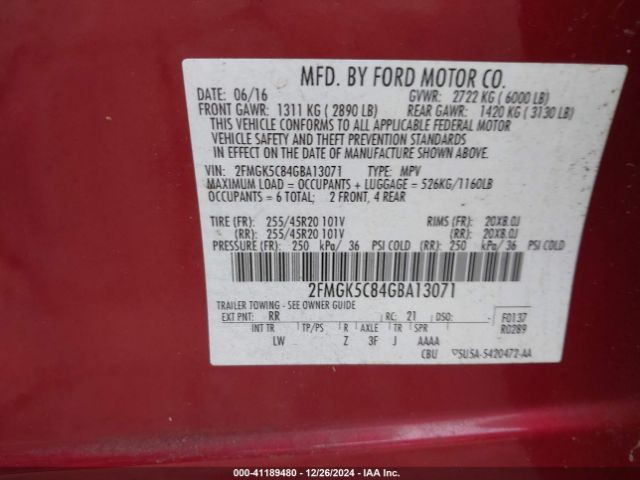 MFD. BY FORD MOTOR CO.
DATE: 06/16 GVWR: 2722 KG ( 6000 LB)
FRONT GAWR: 1311 KG ( 2890 LB) REAR GAWR: 1420 KG ( 3130 LB)
THIS VEHICLE CONFORMS TO ALL APPLICABLE FEDERAL MOTOR
VEHICLE SAFETY AND THEFT PREVENTION STANDARDS
IN EFFECT ON THE DATE OF MANUFACTURE SHOWN ABOVE.
VIN: 2FMGK5C84GBA13071 TYPE: MPV
MAXIMUM LOAD = OCCUPANTS + LUGGAGE = 526KG/1160LB
OCCUPANTS = 6 TOTAL; 2 FRONT, 4 REAR
TIRE (FR): 255/45R20 101V RIMS (FR): 20X8.0J
(RR): 255/45R20 101V (RR): 20X8.0J
PRESSURE (FR): 250 kPa/ 36 PSI COLD (RR): 250 kPa/ 36 PSI COLD
2FMGK5C84GBA13071
TRAILER TOWING - SEE OWNER GUIDE
EXT PNT: RR RC: 21 DSO: F0137
INT TR TP/PS R AXLE TR SPR R0289
LW Z 3F J AAAA
CBU 5U5A-5420472-AA
000-41189480 - 12/26/2024 - IAA Inc.